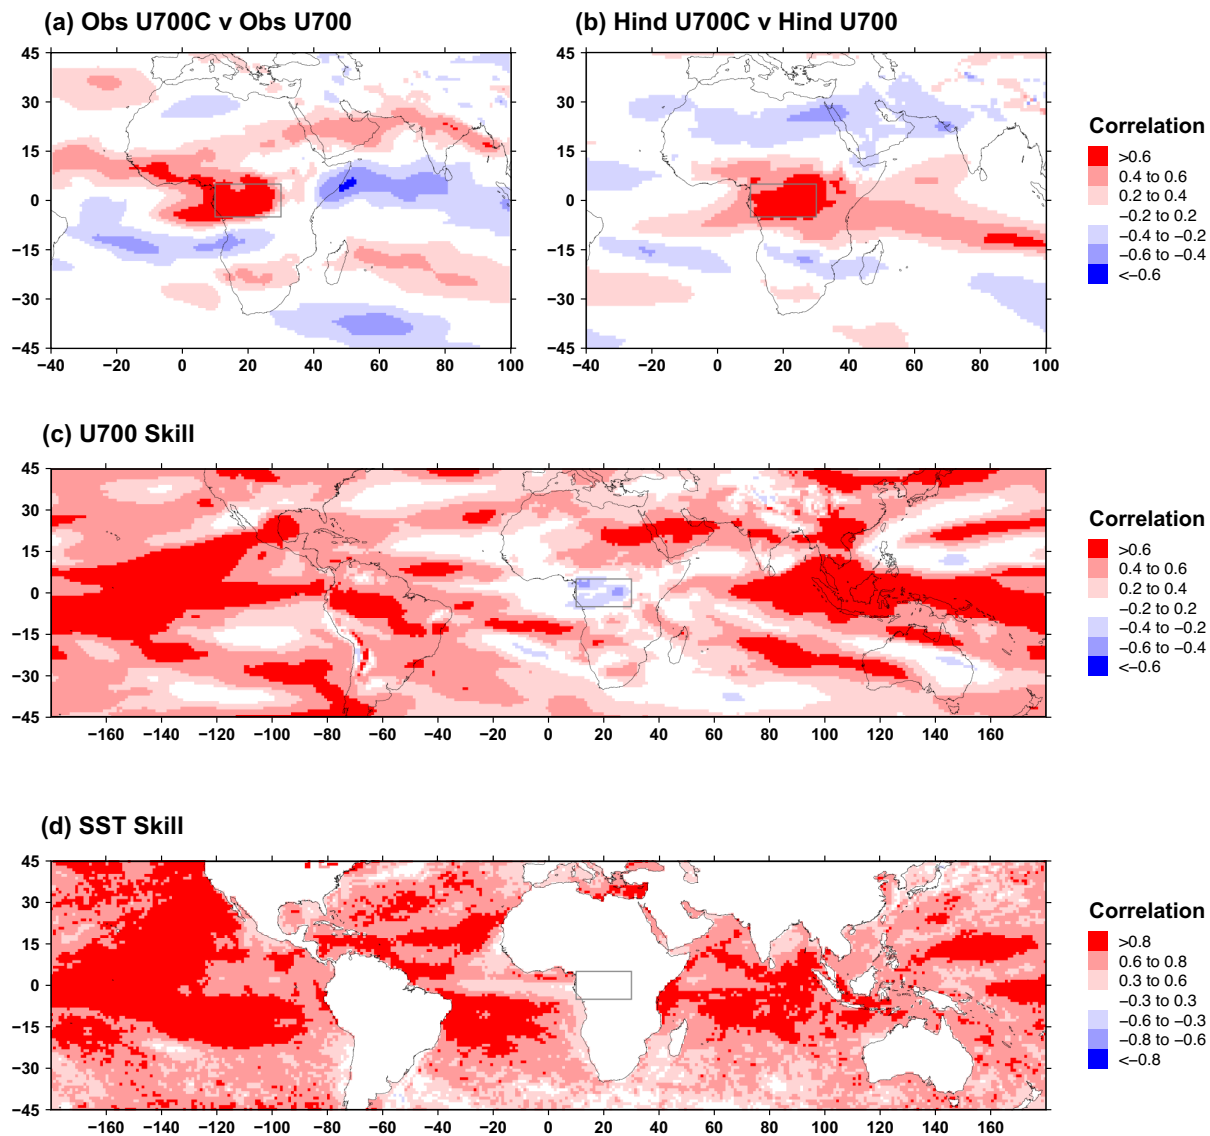 (a) Obs U700C v Obs U700
(b) Hind U700C v Hind U700
45
30
15
0
−15
−30
−45
−40 −20 0 20 40 60 80 100
45
30
15
0
−15
−30
−45
−40 −20 0 20 40 60 80 100
Correlation
>0.6
0.4 to 0.6
0.2 to 0.4
−0.2 to 0.2
−0.4 to −0.2
−0.6 to −0.4
<−0.6
(c) U700 Skill
45
30
15
0
−15
−30
−45
−160 −140 −120 −100 −80 −60 −40 −20 0 20 40 60 80 100 120 140 160
Correlation
>0.6
0.4 to 0.6
0.2 to 0.4
−0.2 to 0.2
−0.4 to −0.2
−0.6 to −0.4
<−0.6
(d) SST Skill
45
30
15
0
−15
−30
−45
−160 −140 −120 −100 −80 −60 −40 −20 0 20 40 60 80 100 120 140 160
Correlation
>0.8
0.6 to 0.8
0.3 to 0.6
−0.3 to 0.3
−0.6 to −0.3
−0.8 to −0.6
<−0.8